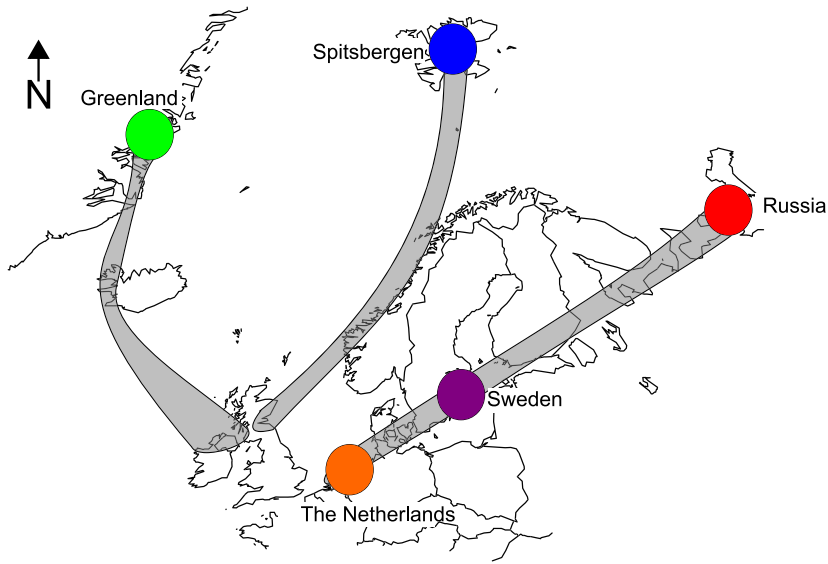 Spitsbergen
N
Greenland
Russia
Sweden
The Netherlands